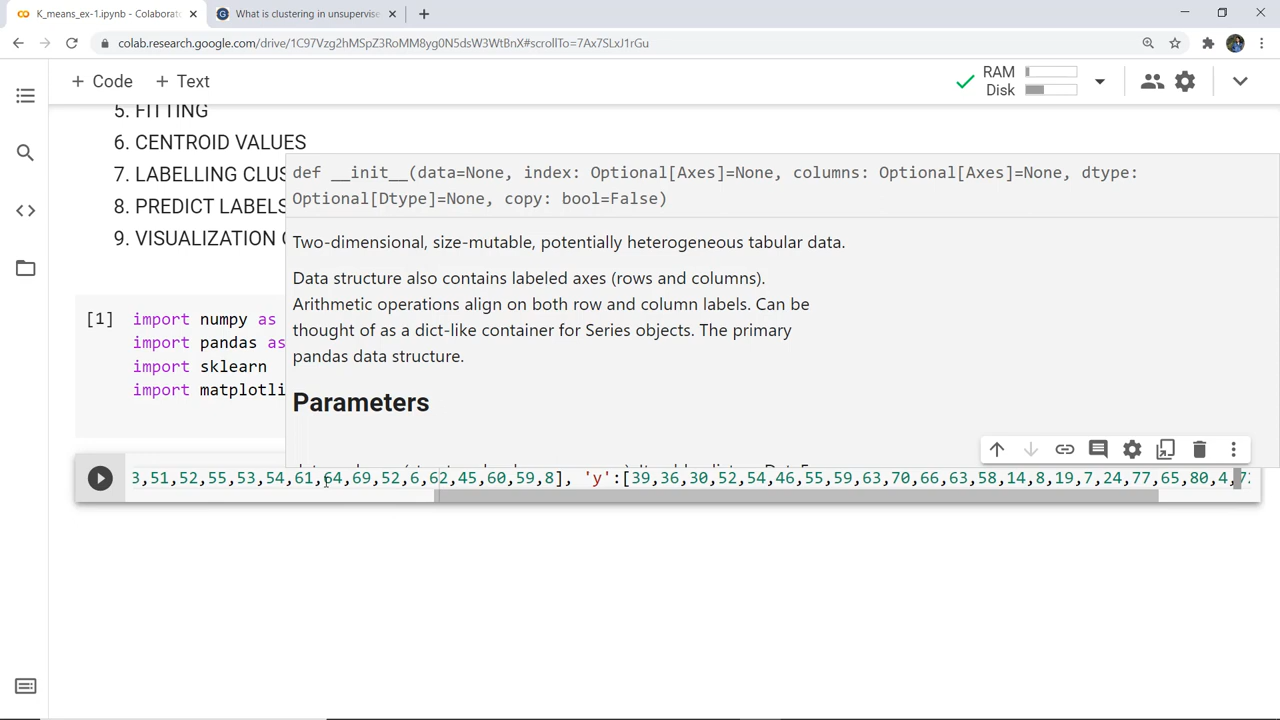 K_means_ex-1.ipynb - Colaborato
What is clustering in unsupervise
colab.research.google.com/drive/1C97Vzg2hMSpZ3RoMM8yg0N5dsW3WtBnX#scrollTo=7Ax7SLxJ1rGu
+ Code + Text
RAM
Disk
5. FITTING
6. CENTROID VALUES
7. LABELLING CLUS
8. PREDICT LABELS
9. VISUALIZATION
def __init__(data=None, index: Optional[Axes]=None, columns: Optional[Axes]=None, dtype:
Optional[Dtype]=None, copy: bool=False)
Two-dimensional, size-mutable, potentially heterogeneous tabular data.
Data structure also contains labeled axes (rows and columns).
Arithmetic operations align on both row and column labels. Can be
thought of as a dict-like container for Series objects. The primary
pandas data structure.
Parameters
[1] import numpy as
import pandas as
import sklearn
import matplotli
3,51,52,55,53,54,61,64,69,52,6,62,45,60,59,8], 'y':[39,36,30,52,54,46,55,59,63,70,66,63,58,14,8,19,7,24,77,65,80,4,72